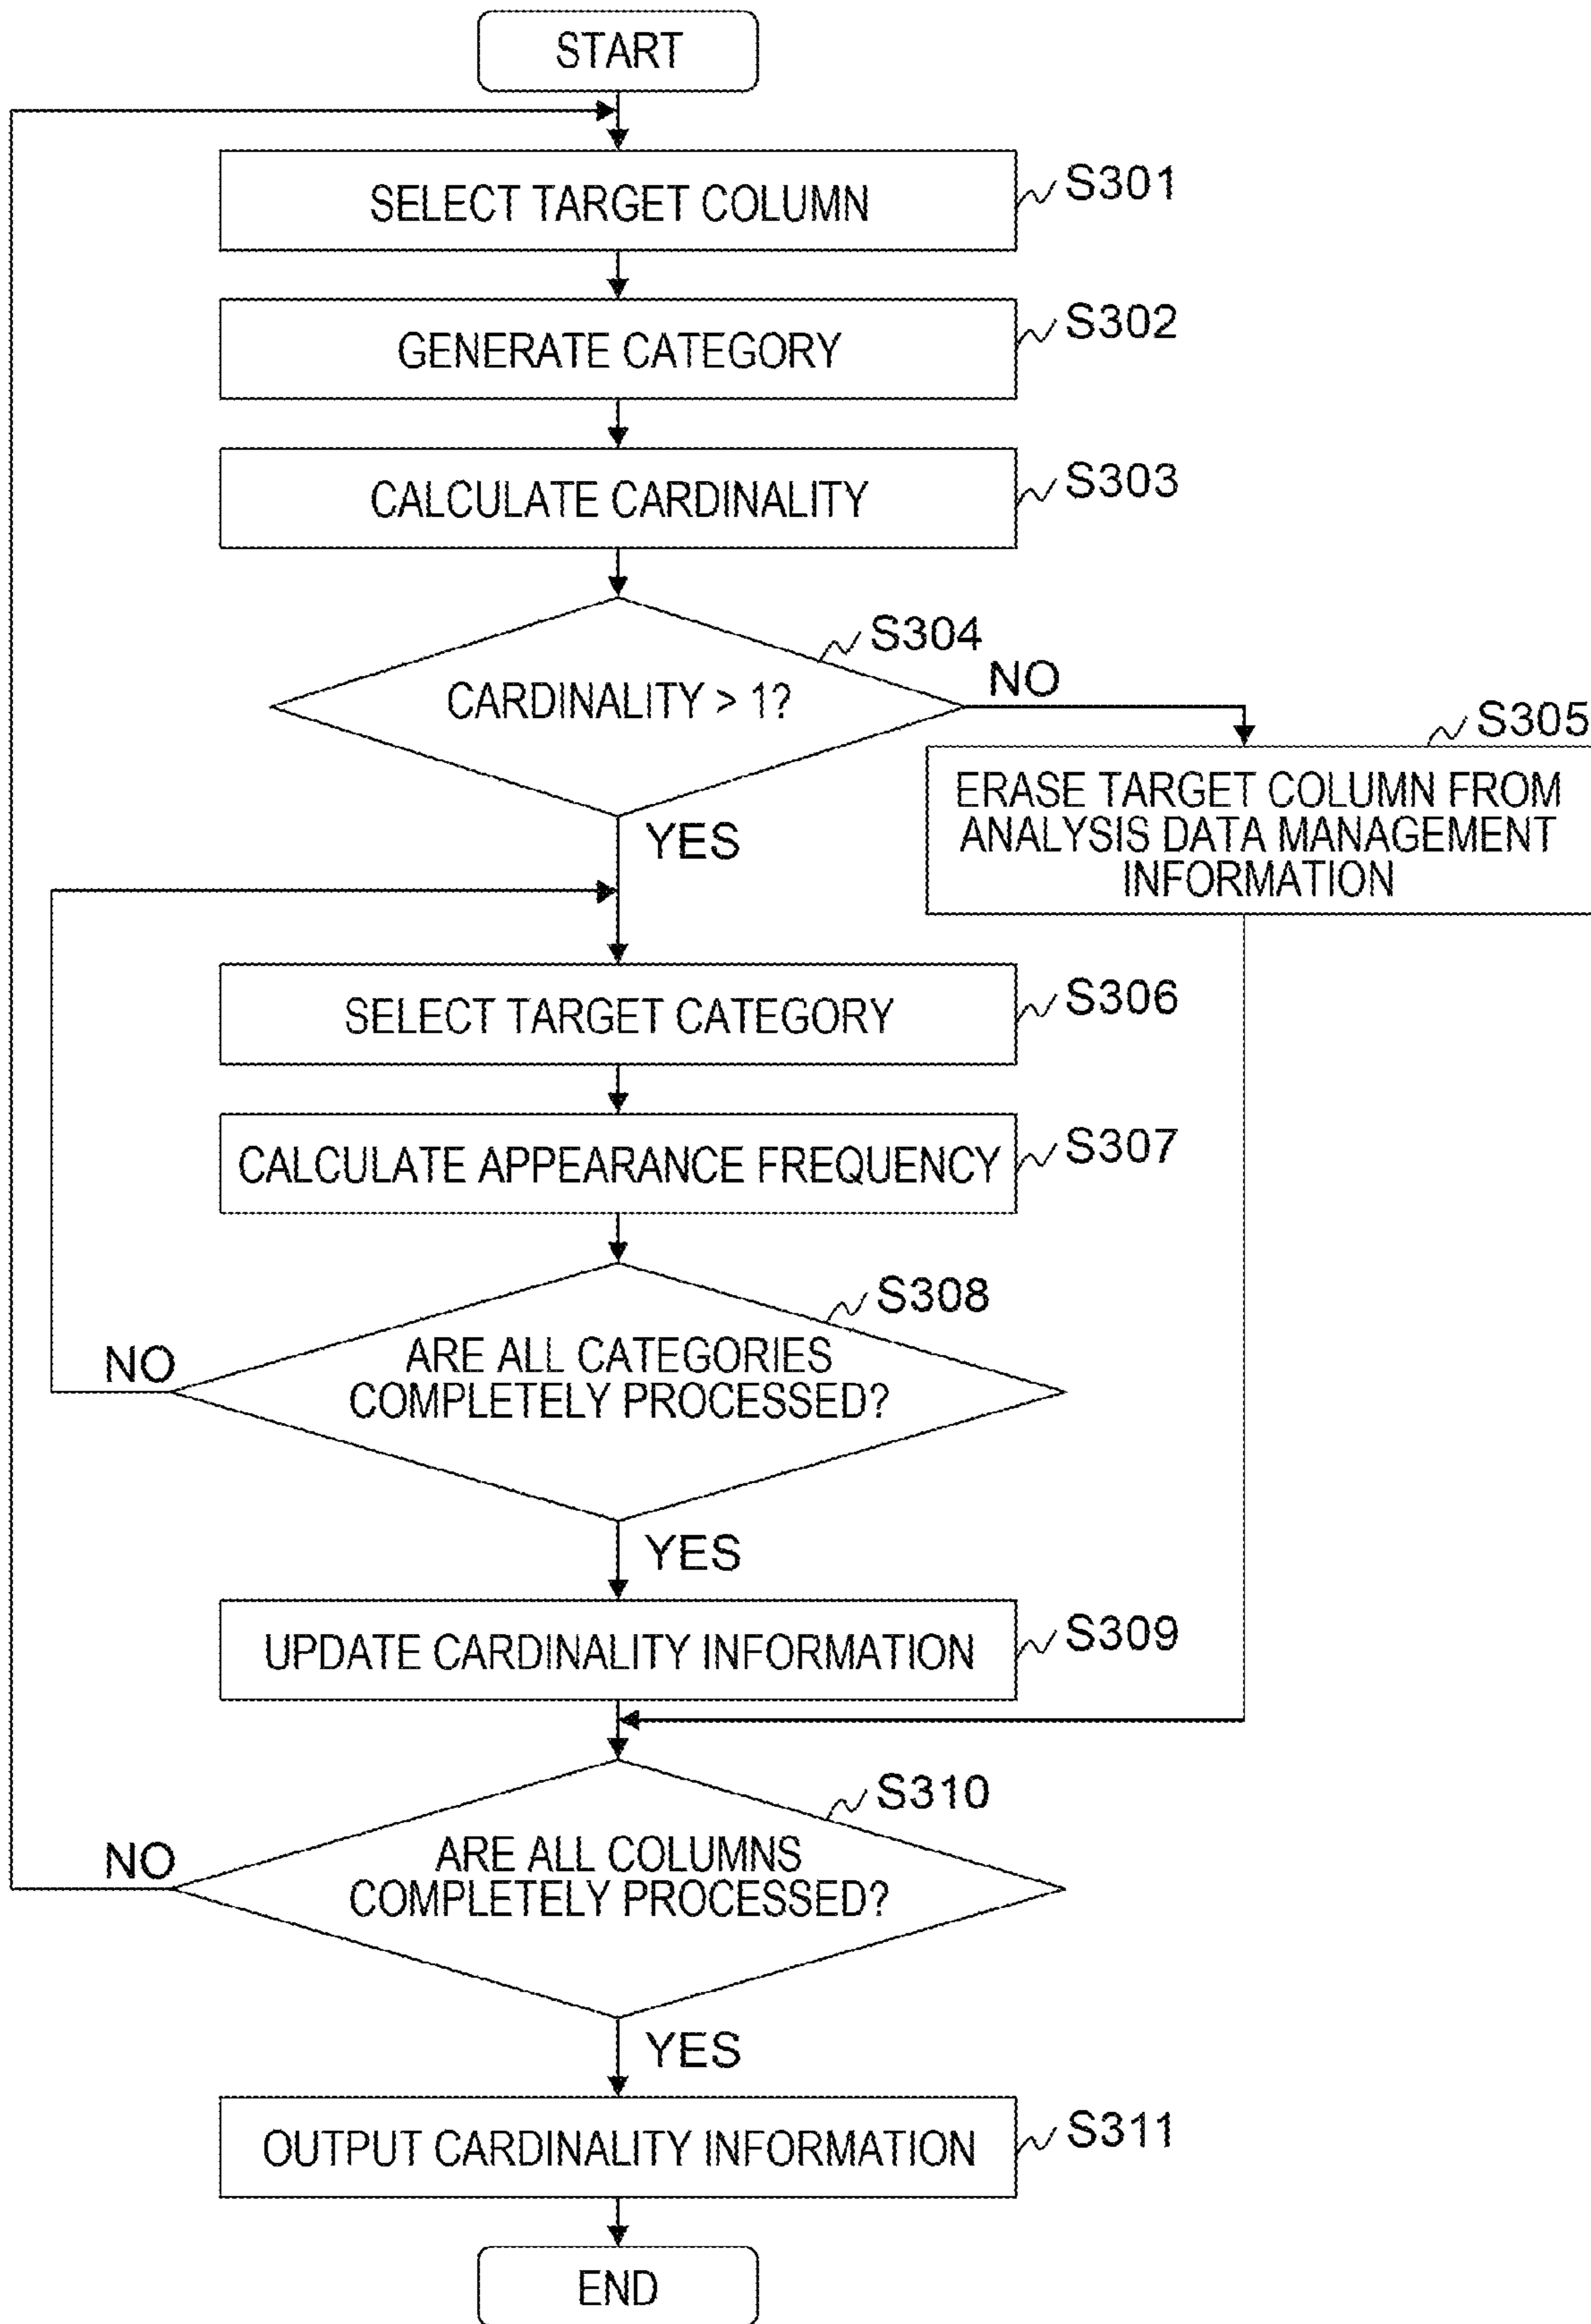 START
SELECT TARGET COLUMN
S301
GENERATE CATEGORY
S302
CALCULATE CARDINALITY
S303
S304
CARDINALITY > 1?
NO
YES
S305
ERASE TARGET COLUMN FROM
ANALYSIS DATA MANAGEMENT
INFORMATION
SELECT TARGET CATEGORY
S306
CALCULATE APPEARANCE FREQUENCY
S307
S308
ARE ALL CATEGORIES
COMPLETELY PROCESSED?
NO
YES
UPDATE CARDINALITY INFORMATION
S309
S310
ARE ALL COLUMNS
COMPLETELY PROCESSED?
NO
YES
OUTPUT CARDINALITY INFORMATION
S311
END